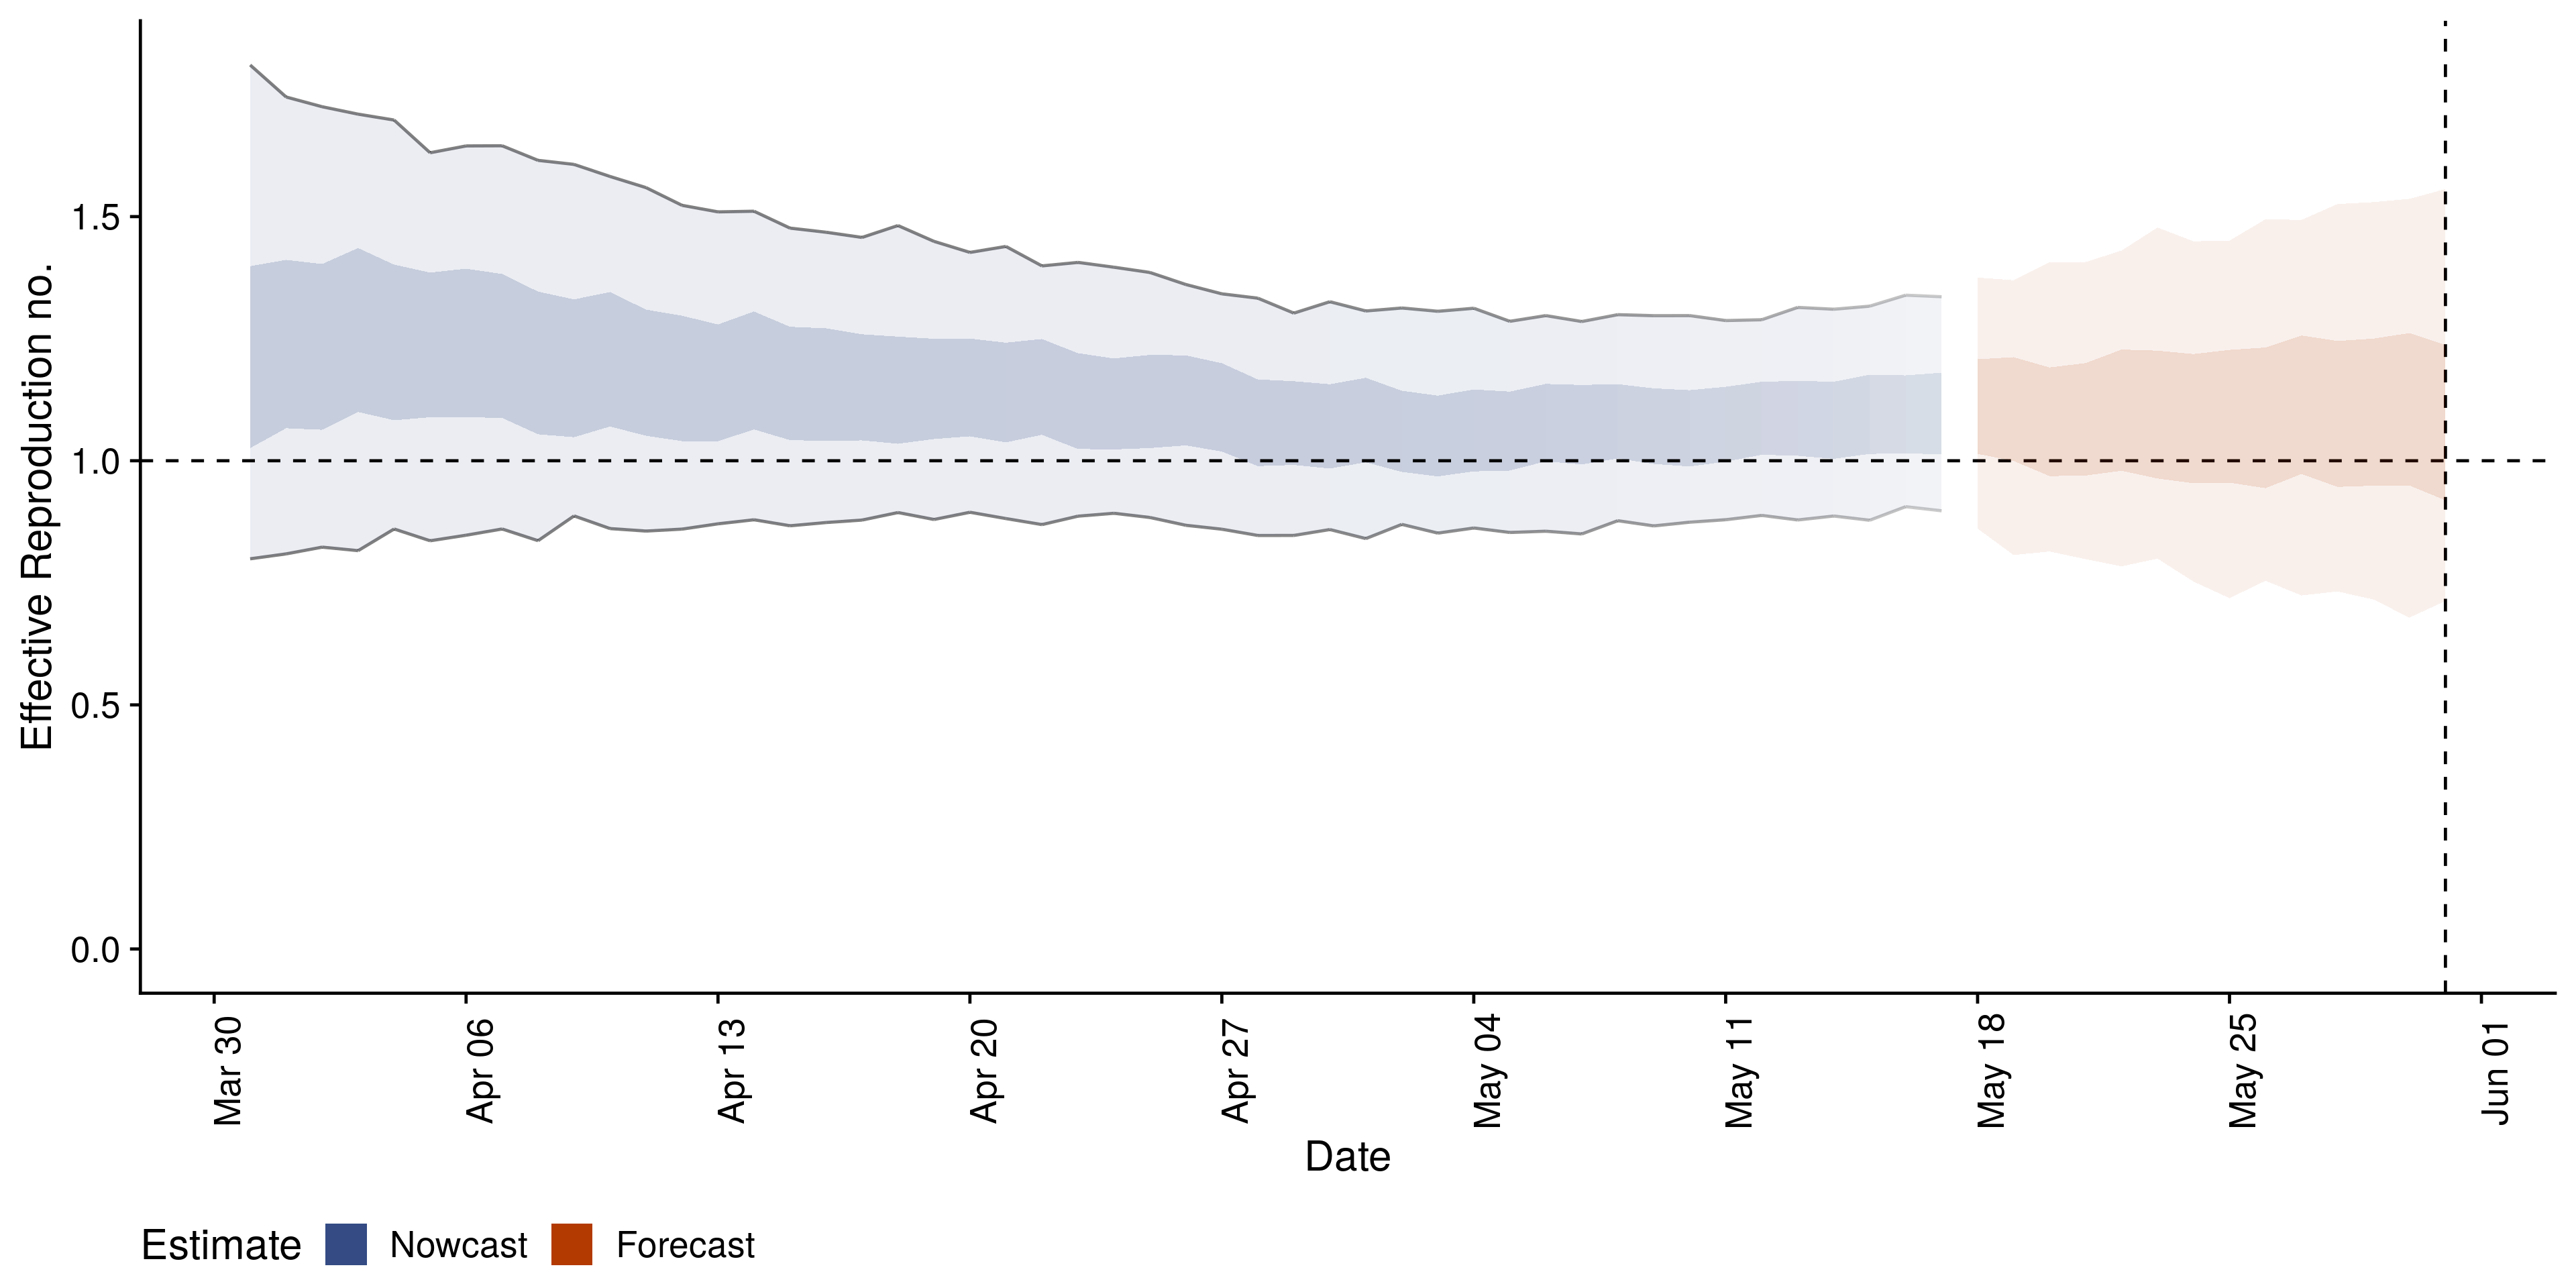 Effective Reproduction no.
1.5
1.0
0.5
0.0
Mar 30
Apr 06
Apr 13
Apr 20
Apr 27
May 04
May 11
May 18
May 25
Jun 01
Date
Estimate Nowcast Forecast